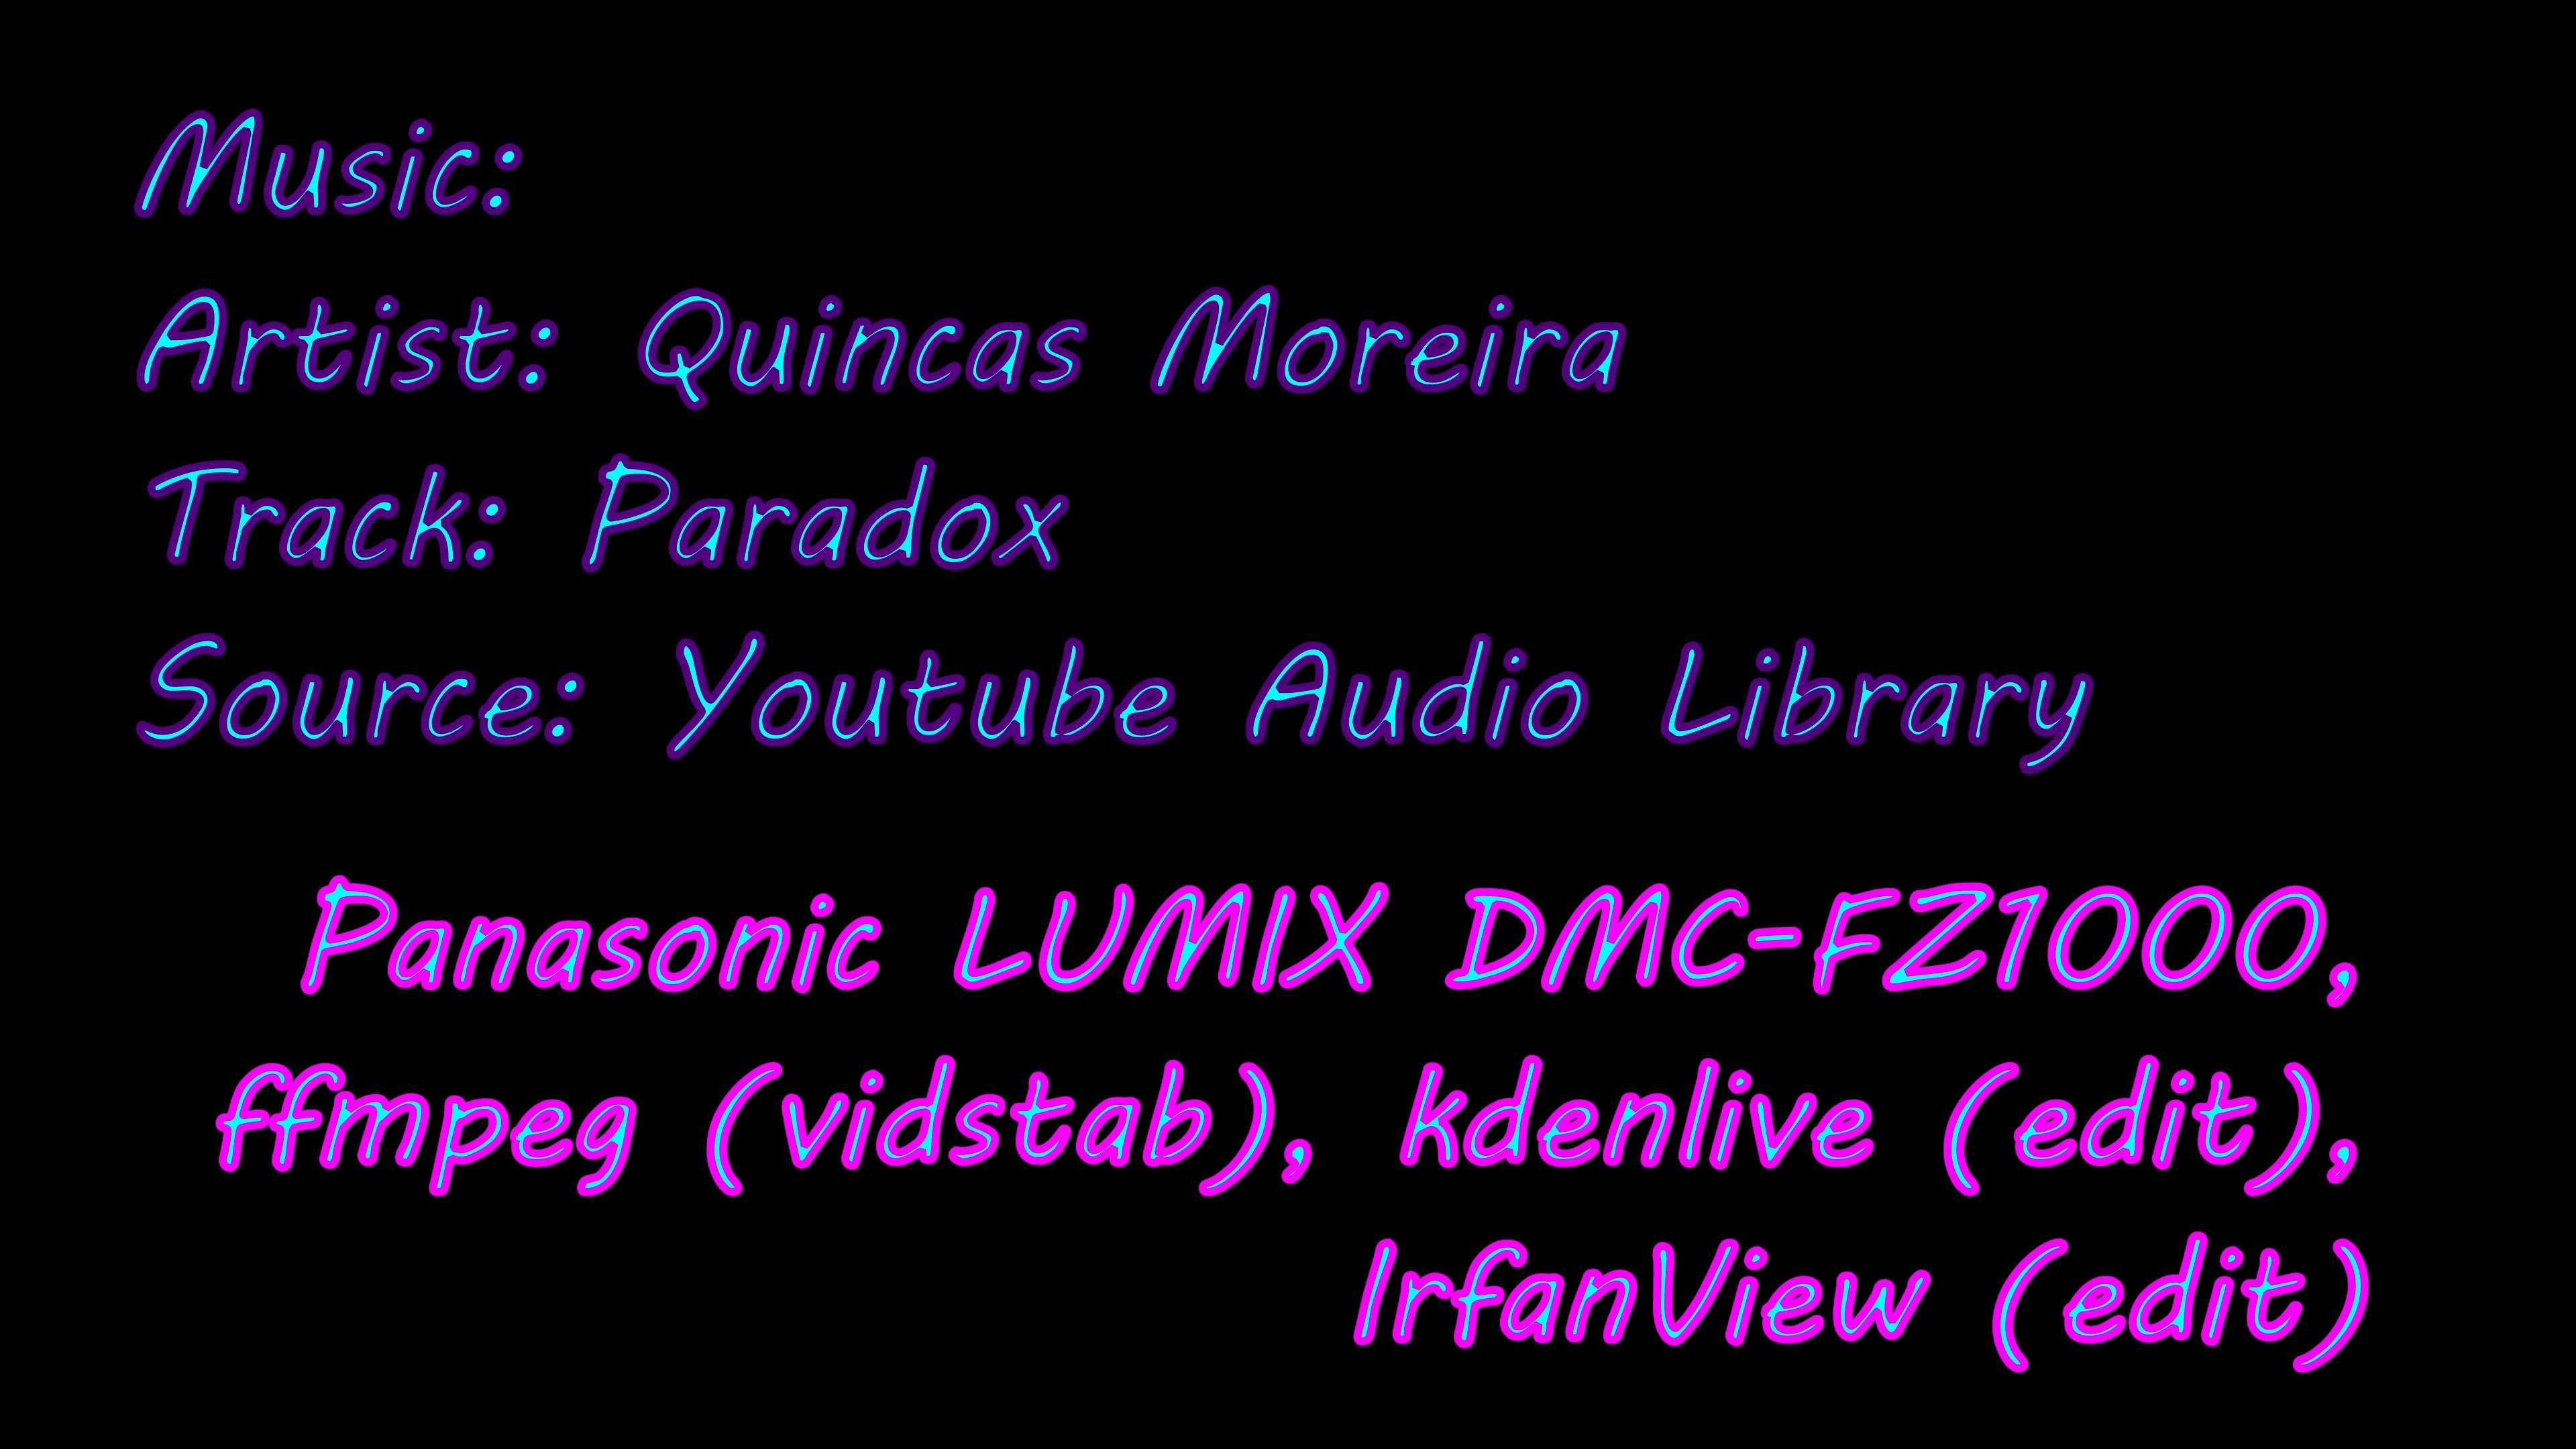 Music:
Artist: Quincas Moreira
Track: Paradox
Source: Youtube Audio Library
Panasonic LUMIX DMC-FZ1000,
ffmpeg (vidstab), kdenlive (edit),
IrfanView (edit)